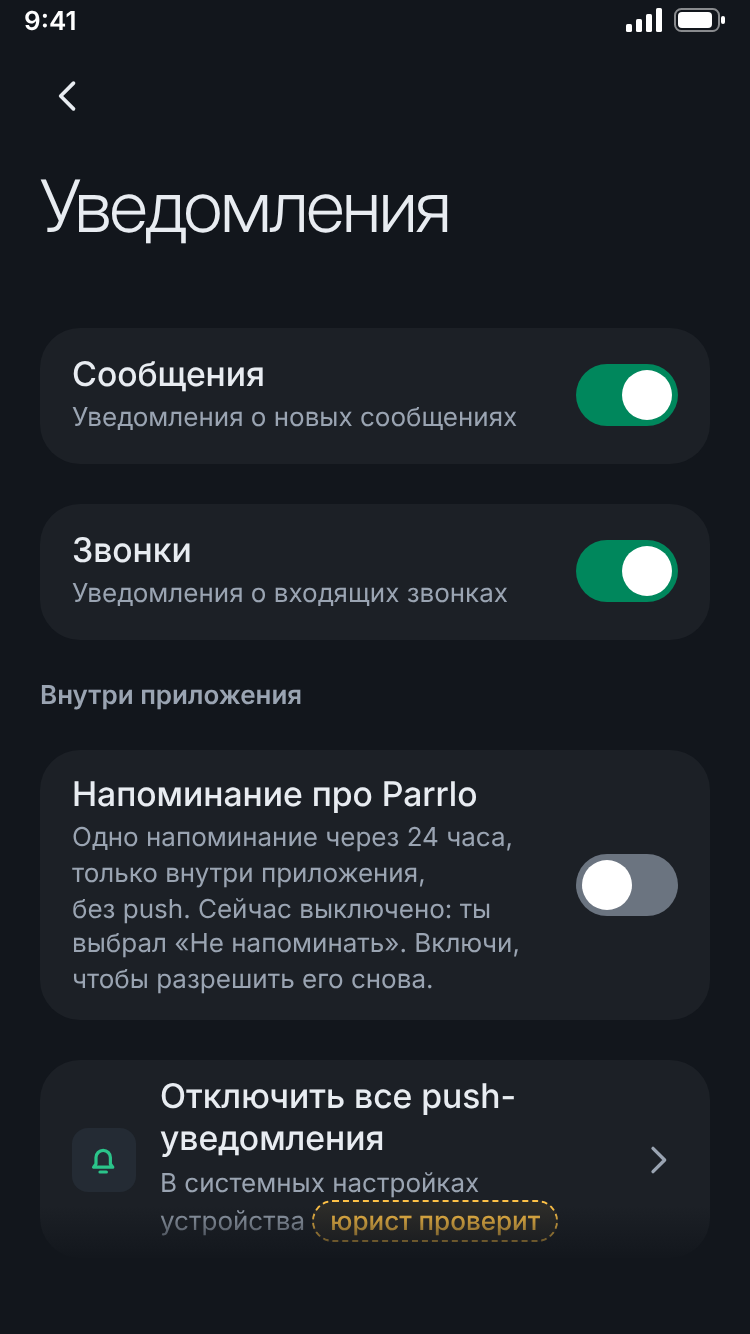 9:41
Уведомления
Сообщения
Уведомления о новых сообщениях
Звонки
Уведомления о входящих звонках
Внутри приложения
Напоминание про Parrlo
Одно напоминание через 24 часа,
только внутри приложения,
без push. Сейчас выключено: ты
выбрал «Не напоминать». Включи,
чтобы разрешить его снова.
Отключить все push-
уведомления
В системных настройках
устройства юрист проверит